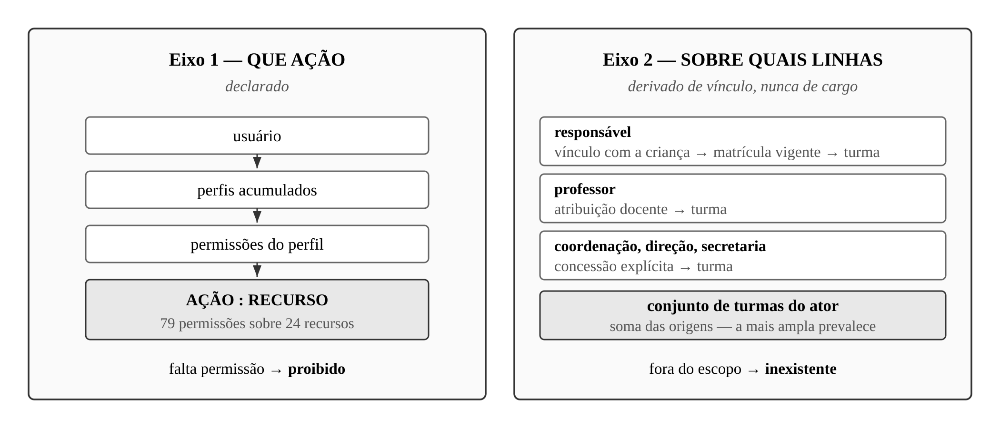 Eixo 1 — QUE AÇÃO
declarado
usuário
perfis acumulados
permissões do perfil
AÇÃO : RECURSO
79 permissões sobre 24 recursos
falta permissão → proibido
Eixo 2 — SOBRE QUAIS LINHAS
derivado de vínculo, nunca de cargo
responsável
vínculo com a criança → matrícula vigente → turma
professor
atribuição docente → turma
coordenação, direção, secretaria
concessão explícita → turma
conjunto de turmas do ator
soma das origens — a mais ampla prevalece
fora do escopo → inexistente